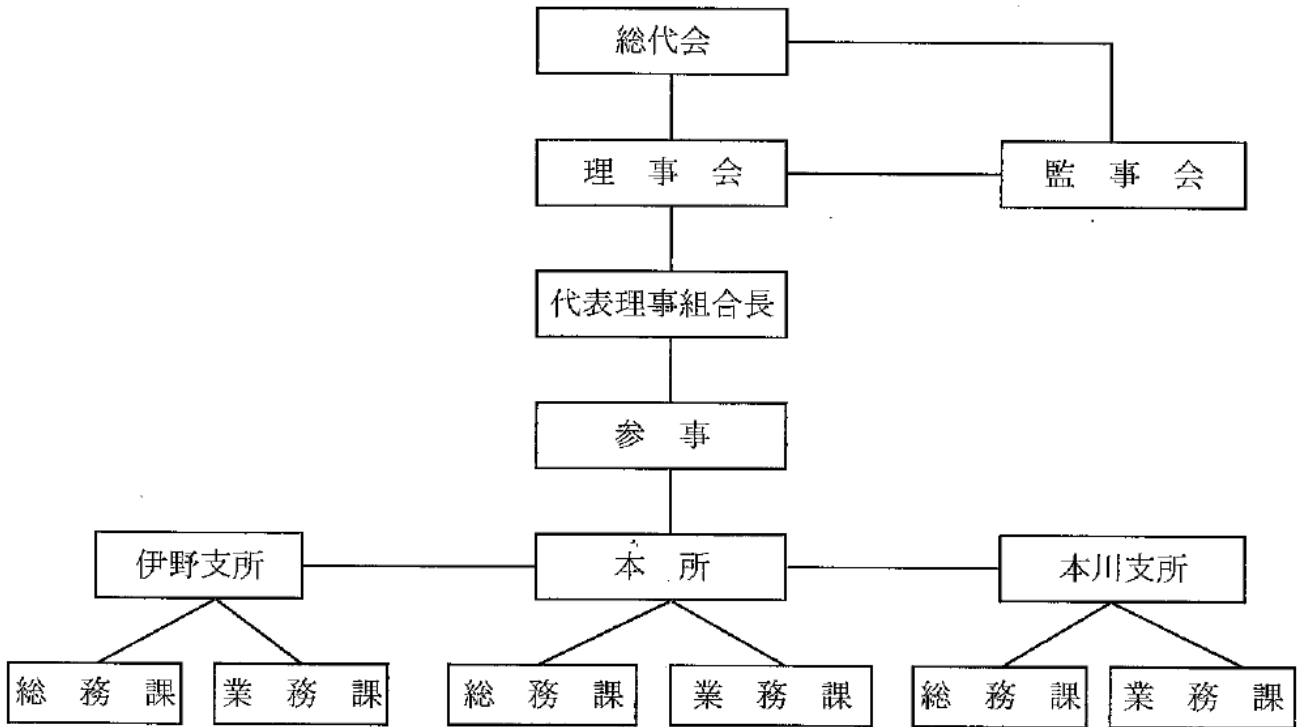 総代会
理事会
監事会
代表理事組合長
参事
伊野支所
本所
本川支所
総務課
業務課
総務課
業務課
総務課
業務課